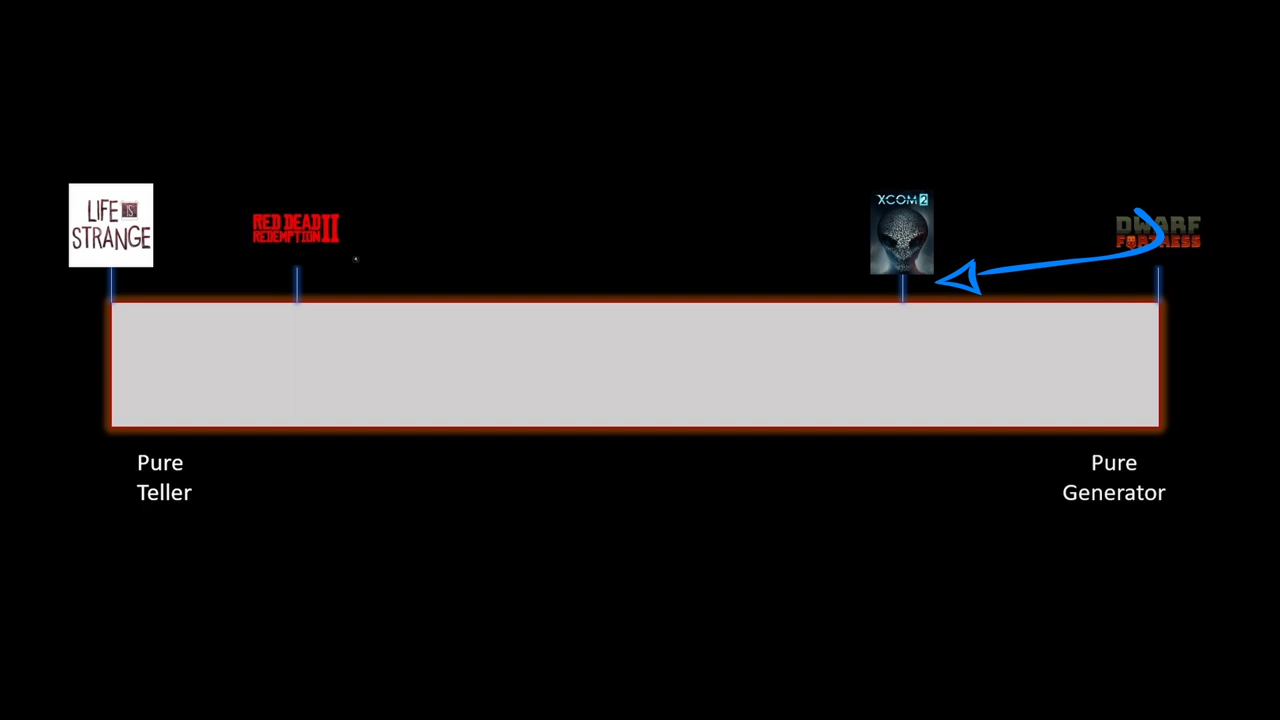 LIFE IS
STRANGE
RED DEAD
REDEMPTION II
XCOM 2
DWARF
FORTRESS
Pure
Teller
Pure
Generator